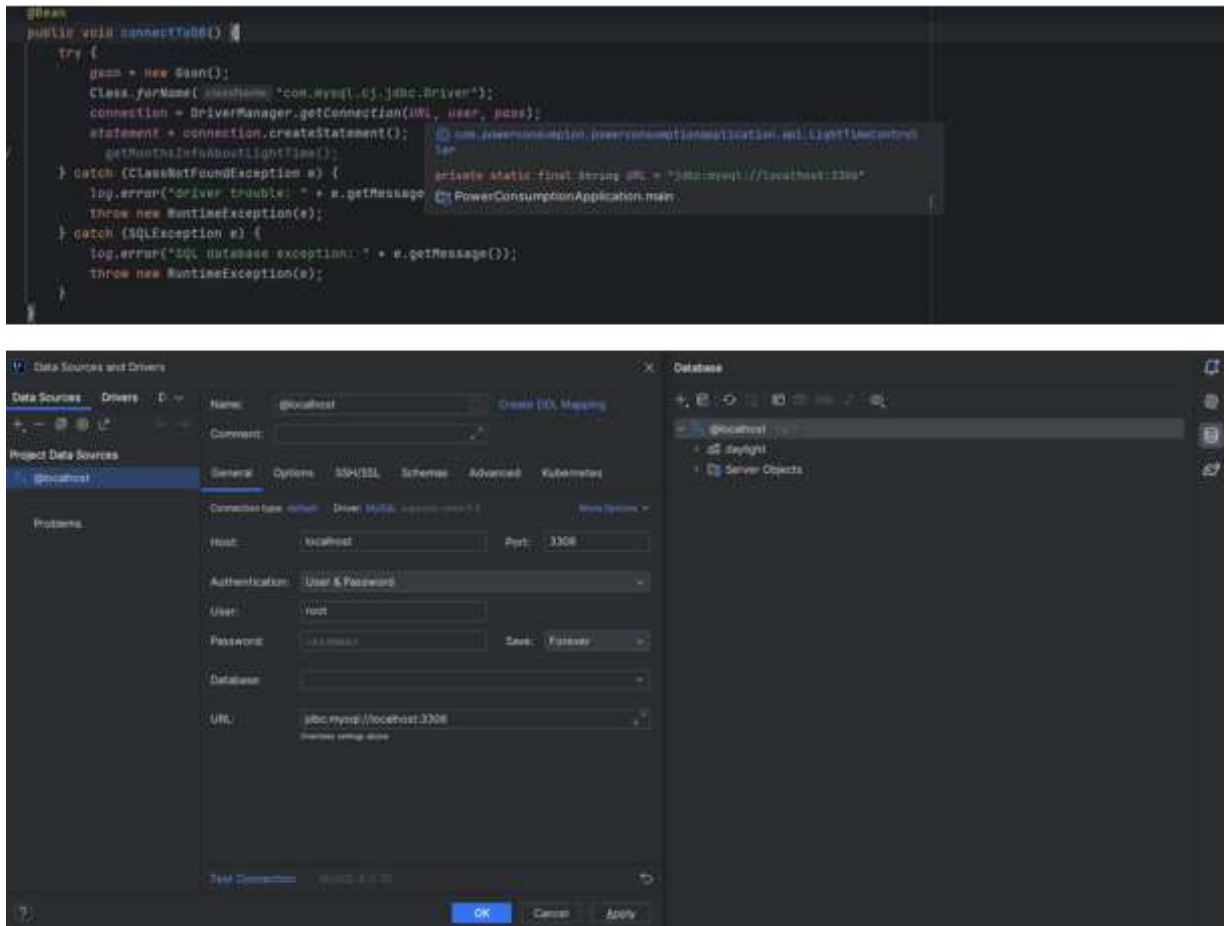 @Bean
public void connectToDB() {
try {
gson = new Gson();
Class.forName( className: "com.mysql.cj.jdbc.Driver");
connection = DriverManager.getConnection(URL, user, pass);
statement = connection.createStatement();
getMonthsInfoAboutLightTime();
} catch (ClassNotFoundException e) {
log.error("driver trouble: " + e.getMessage
throw new RuntimeException(e);
} catch (SQLException e) {
log.error("SQL database exception: " + e.getMessage());
throw new RuntimeException(e);
}
}
com.powerconsumption.powerconsumptionapplication.api.LightTimeControl
ler
private static final String URL = "jdbc:mysql://localhost:3306"
PowerConsumptionApplication.main
Data Sources and Drivers
Data Sources Drivers D
Project Data Sources
@localhost
Problems
Name: @localhost Create DDL Mapping
Comment:
General Options SSH/SSL Schemas Advanced Kubernetes
Connection type: default Driver: MySQL More Options
Host: localhost Port: 3306
Authentication: User & Password
User: root
Password: Save: Forever
Database:
URL: jdbc:mysql://localhost:3306
Overrides settings above
Test Connection
? OK Cancel Apply
Database
@localhost
daylight
Server Objects